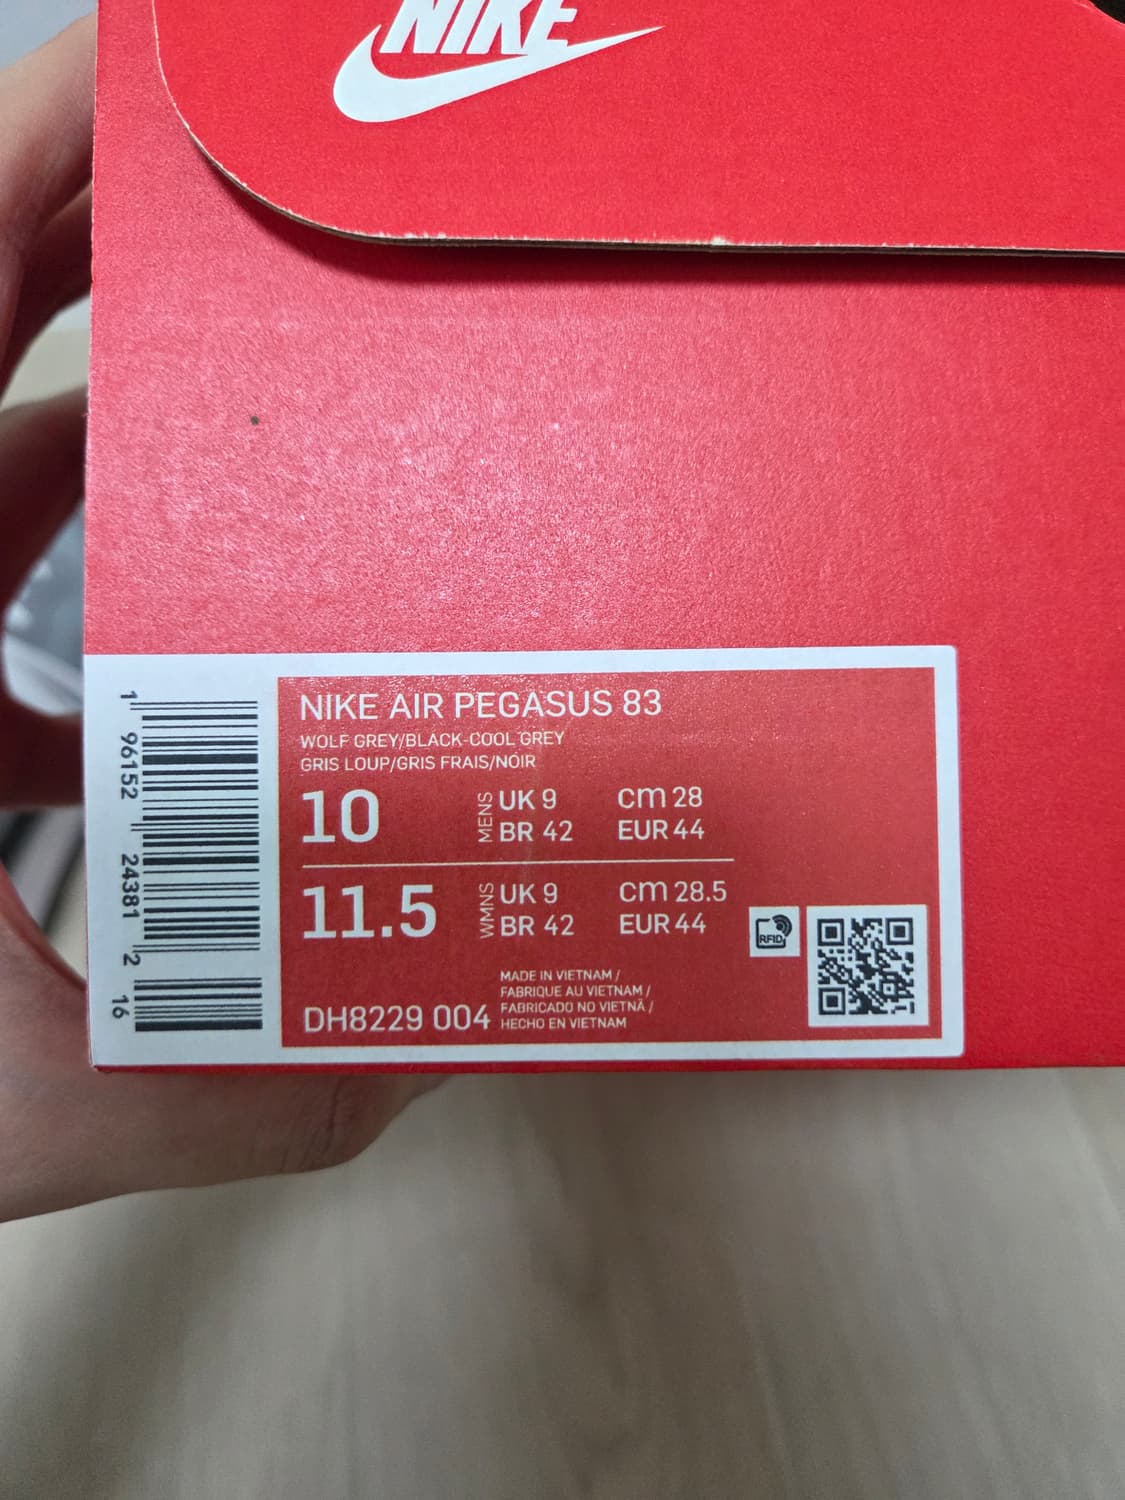 NIKE
NIKE AIR PEGASUS 83
WOLF GREY/BLACK-COOL GREY
GRIS LOUP/GRIS FRAIS/NOIR
10
MENS
UK 9
cm 28
BR 42
EUR 44
11.5
WMNS
UK 9
cm 28.5
BR 42
EUR 44
RFID
MADE IN VIETNAM /
FABRIQUE AU VIETNAM /
FABRICADO NO VIETNÃ /
HECHO EN VIETNAM
DH8229 004
1 96152 24381 2 16